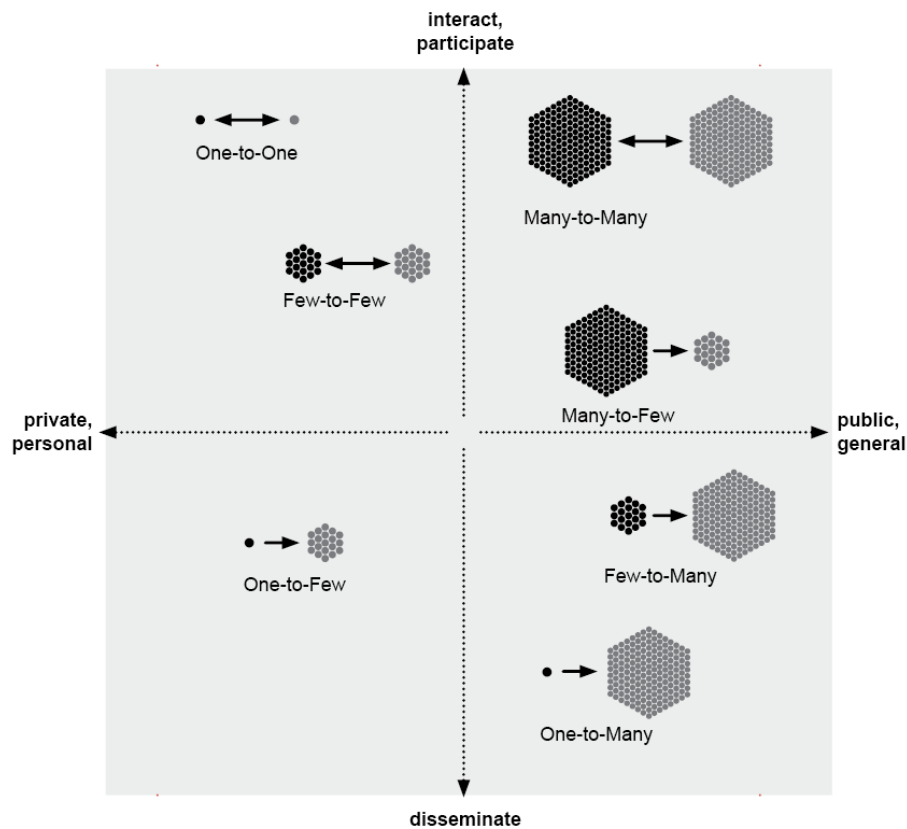 interact,
participate
One-to-One
Many-to-Many
Few-to-Few
Many-to-Few
private,
personal
public,
general
One-to-Few
Few-to-Many
One-to-Many
disseminate